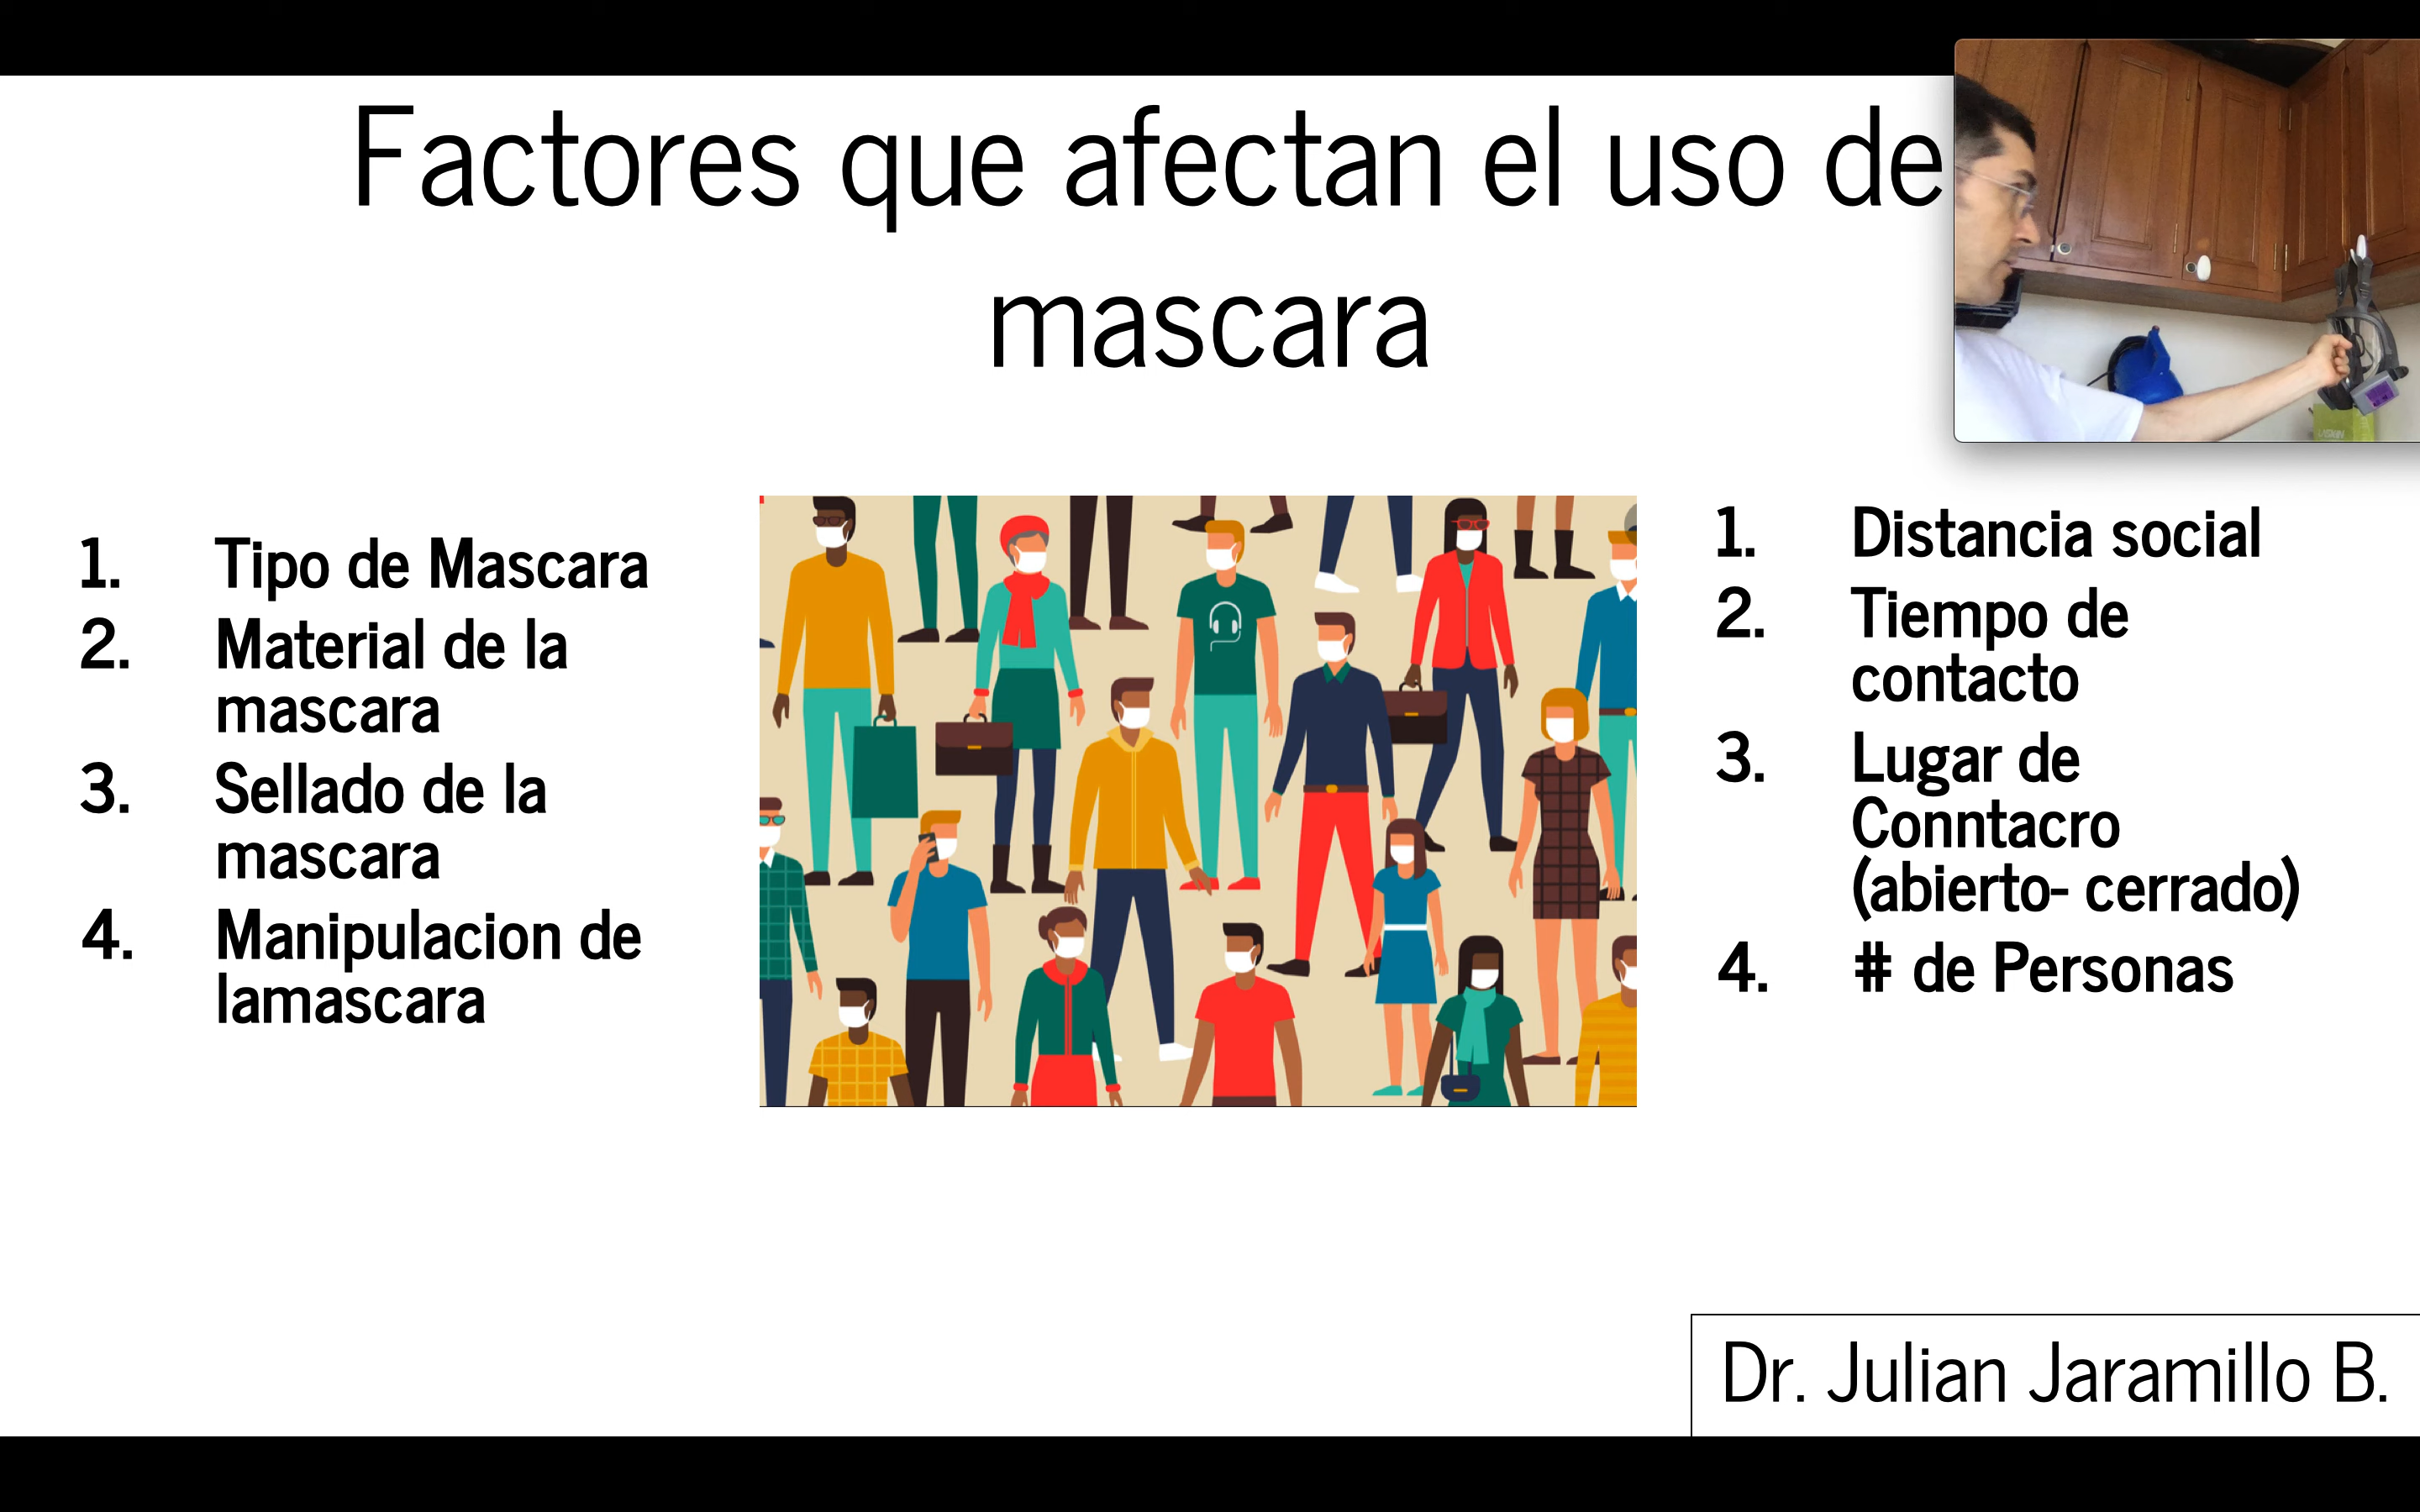 Factores que afectan el uso de
mascara
1. Tipo de Mascara
2. Material de la
mascara
3. Sellado de la
mascara
4. Manipulacion de
lamascara
1. Distancia social
2. Tiempo de
contacto
3. Lugar de
Conntacro
(abierto- cerrado)
4. # de Personas
Dr. Julian Jaramillo B.